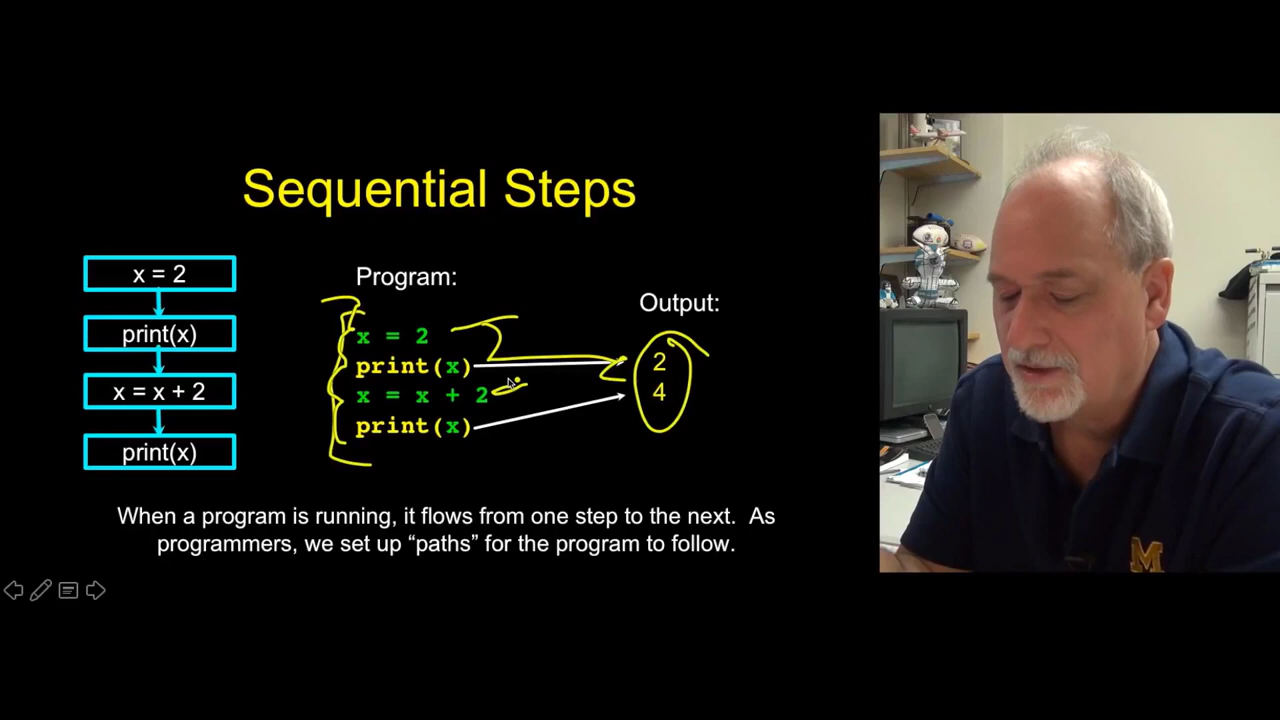 Sequential Steps
x = 2
print(x)
x = x + 2
print(x)
Program:
x = 2
print(x)
x = x + 2
print(x)
Output:
2
4
When a program is running, it flows from one step to the next. As
programmers, we set up “paths” for the program to follow.
M